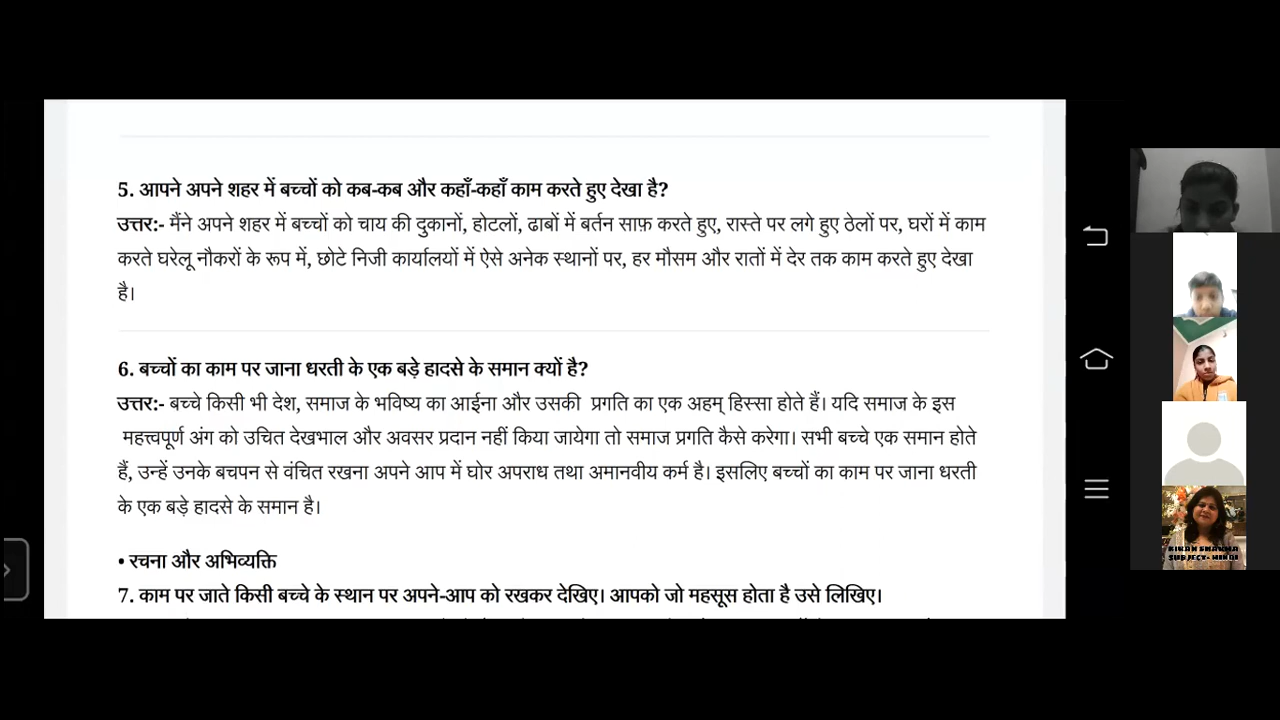 5. आपने अपने शहर में बच्चों को कब-कब और कहाँ-कहाँ काम करते हुए देखा है?
उत्तर:- मैंने अपने शहर में बच्चों को चाय की दुकानों, होटलों, ढाबों में बर्तन साफ़ करते हुए, रास्ते पर लगे हुए ठेलों पर, घरों में काम
करते घरेलू नौकरों के रूप में, छोटे निजी कार्यालयों में ऐसे अनेक स्थानों पर, हर मौसम और रातों में देर तक काम करते हुए देखा
है।
6. बच्चों का काम पर जाना धरती के एक बड़े हादसे के समान क्यों है?
उत्तर:- बच्चे किसी भी देश, समाज के भविष्य का आईना और उसकी प्रगति का एक अहम् हिस्सा होते हैं। यदि समाज के इस
महत्त्वपूर्ण अंग को उचित देखभाल और अवसर प्रदान नहीं किया जायेगा तो समाज प्रगति कैसे करेगा। सभी बच्चे एक समान होते
हैं, उन्हें उनके बचपन से वंचित रखना अपने आप में घोर अपराध तथा अमानवीय कर्म है। इसलिए बच्चों का काम पर जाना धरती
के एक बड़े हादसे के समान है।
• रचना और अभिव्यक्ति
7. काम पर जाते किसी बच्चे के स्थान पर अपने-आप को रखकर देखिए। आपको जो महसूस होता है उसे लिखिए।
KIRAN SHARMA
SUBJECT- HINDI